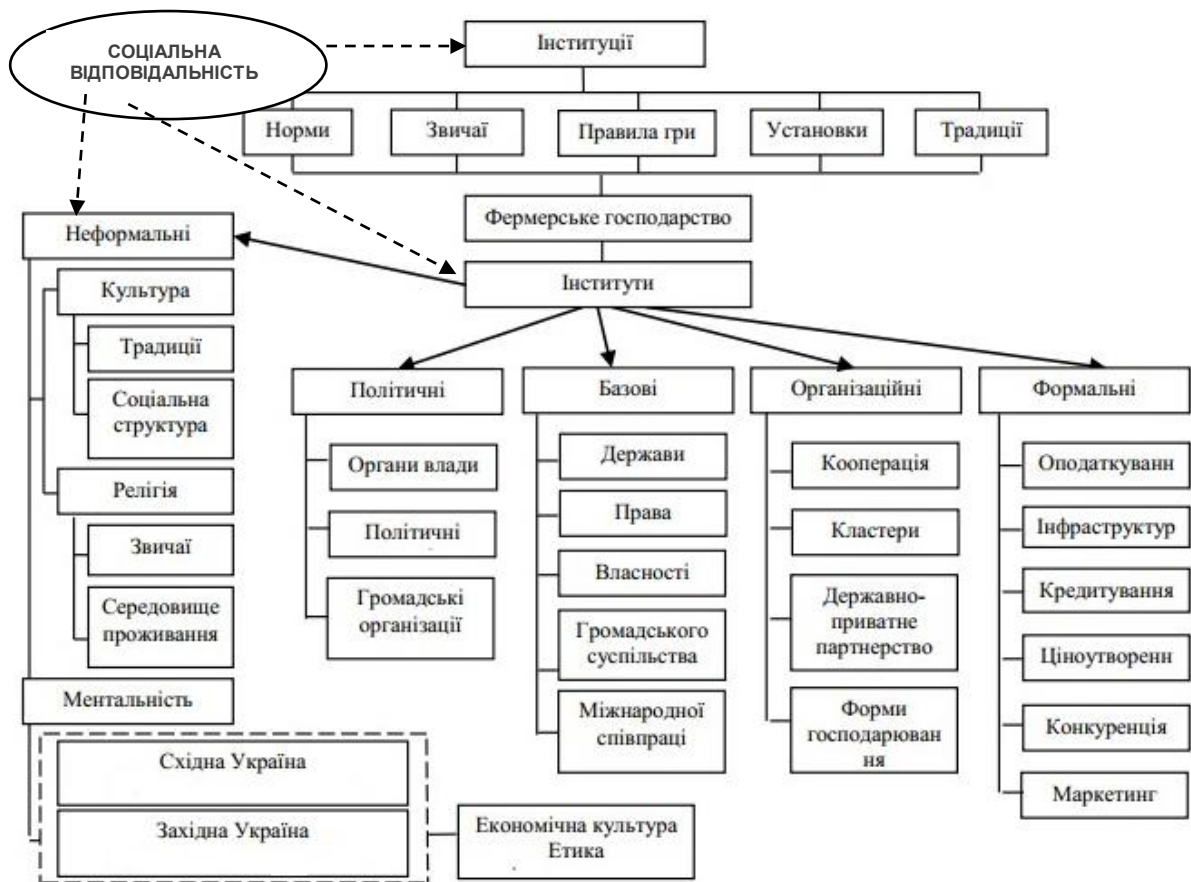 СОЦІАЛЬНА
ВІДПОВІДАЛЬНІСТЬ
Інституції
Норми
Звичаї
Правила гри
Установки
Традиції
Фермерське господарство
Інститути
Неформальні
Культура
Традиції
Соціальна
структура
Релігія
Звичаї
Середовище
проживання
Ментальність
Східна Україна
Західна Україна
Економічна культура
Етика
Політичні
Органи влади
Політичні
Громадські
організації
Базові
Держави
Права
Власності
Громадського
суспільства
Міжнародної
співпраці
Організаційні
Кооперація
Кластери
Державно-
приватне
партнерство
Форми
господарюван
ня
Формальні
Оподаткуванн
Інфраструктур
Кредитування
Ціноутворенн
Конкуренція
Маркетинг